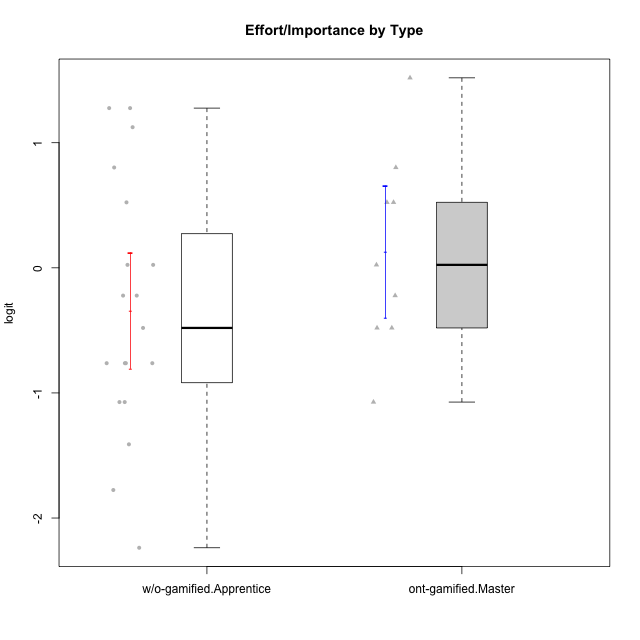 Effort/Importance by Type
logit
1
0
-1
-2
w/o-gamified.Apprentice
ont-gamified.Master